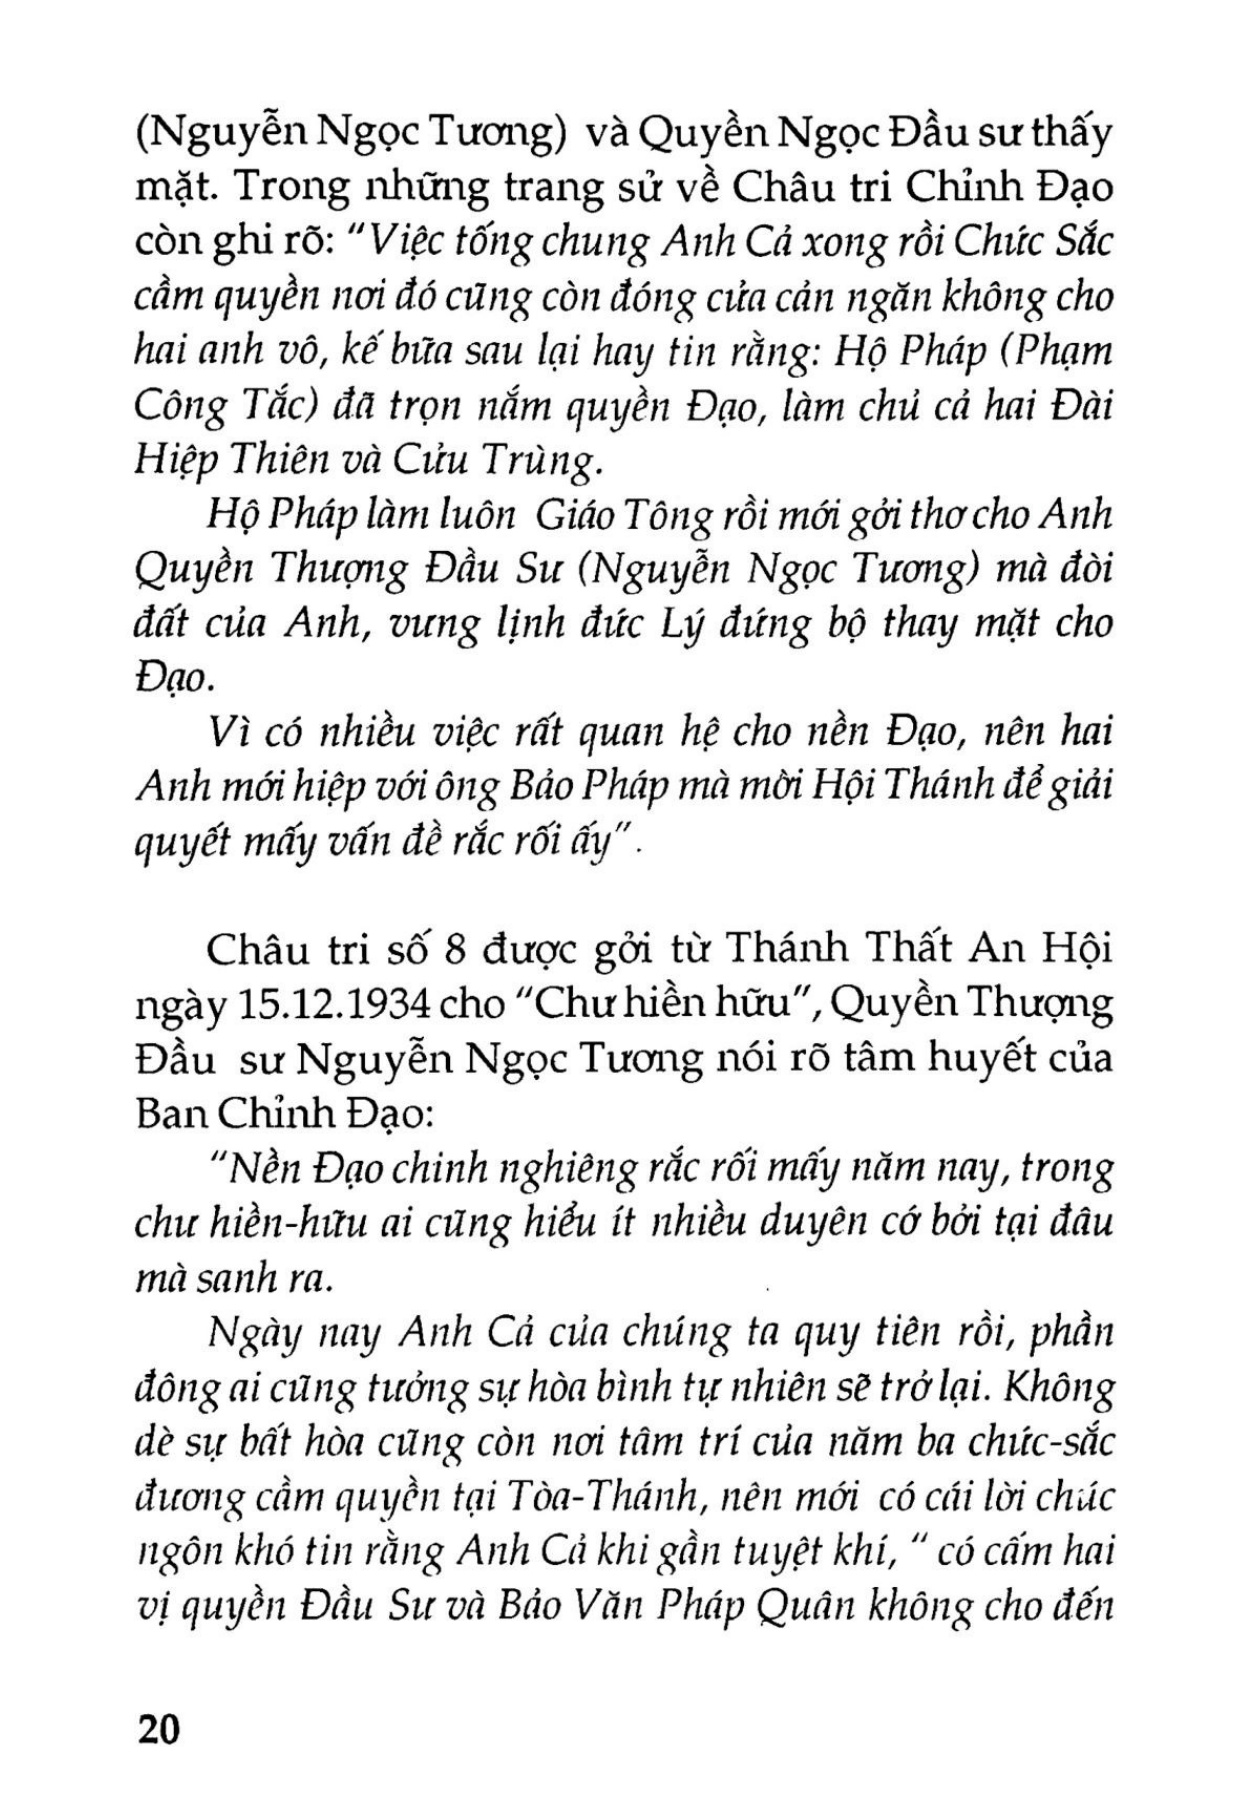 (Nguyễn Ngọc Tương) và Quyền Ngọc Đầu sư thấy
mặt. Trong những trang sử về Châu tri Chỉnh Đạo
còn ghi rõ: "Việc tống chung Anh Cả xong rồi Chức Sắc
cầm quyền nơi đó cũng còn đóng cửa cản ngăn không cho
hai anh vô, kế bữa sau lại hay tin rằng: Hộ Pháp (Phạm
Công Tắc) đã trọn nắm quyền Đạo, làm chủ cả hai Đài
Hiệp Thiên và Cửu Trùng.
Hộ Pháp làm luôn Giáo Tông rồi mới gởi thơ cho Anh
Quyền Thượng Đầu Sư (Nguyễn Ngọc Tương) mà đòi
đất của Anh, vưng lịnh đức Lý đứng bộ thay mặt cho
Đạo.
Vì có nhiều việc rất quan hệ cho nền Đạo, nên hai
Anh mới hiệp với ông Bảo Pháp mà mời Hội Thánh để giải
quyết mấy vấn đề rắc rối ấy".
Châu tri số 8 được gởi từ Thánh Thất An Hội
ngày 15.12.1934 cho "Chư hiền hữu", Quyền Thượng
Đầu sư Nguyễn Ngọc Tương nói rõ tâm huyết của
Ban Chỉnh Đạo:
"Nền Đạo chinh nghiêng rắc rối mấy năm nay, trong
chư hiền-hữu ai cũng hiểu ít nhiều duyên cớ bởi tại đâu
mà sanh ra.
Ngày nay Anh Cả của chúng ta quy tiên rồi, phần
đông ai cũng tưởng sự hòa bình tự nhiên sẽ trở lại. Không
dè sự bất hòa cũng còn nơi tâm trí của năm ba chức-sắc
đương cầm quyền tại Tòa-Thánh, nên mới có cái lời chúc
ngôn khó tin rằng Anh Cả khi gần tuyệt khí, " có cấm hai
vị quyền Đầu Sư và Bảo Văn Pháp Quân không cho đến
20